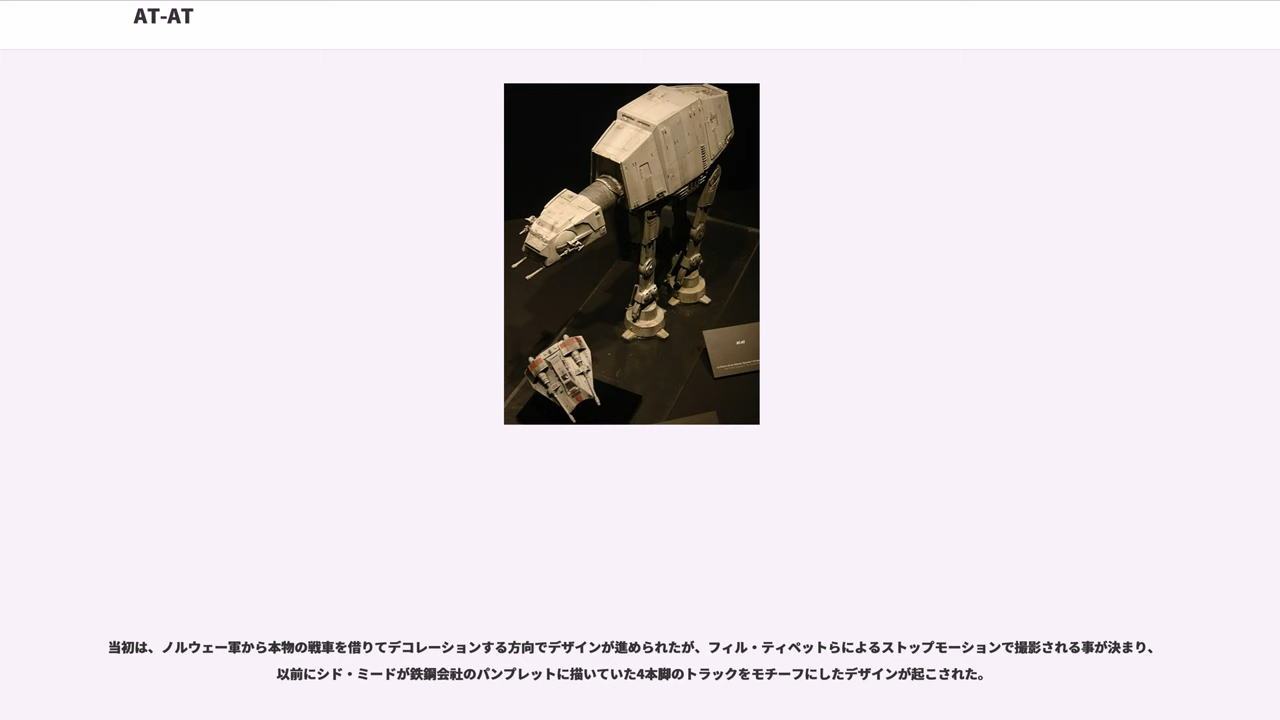 AT-AT
当初は、ノルウェー軍から本物の戦車を借りてデコレーションする方向でデザインが進められたが、フィル・ティペットらによるストップモーションで撮影される事が決まり、
以前にシド・ミードが鉄鋼会社のパンプレットに描いていた4本脚のトラックをモチーフにしたデザインが起こされた。